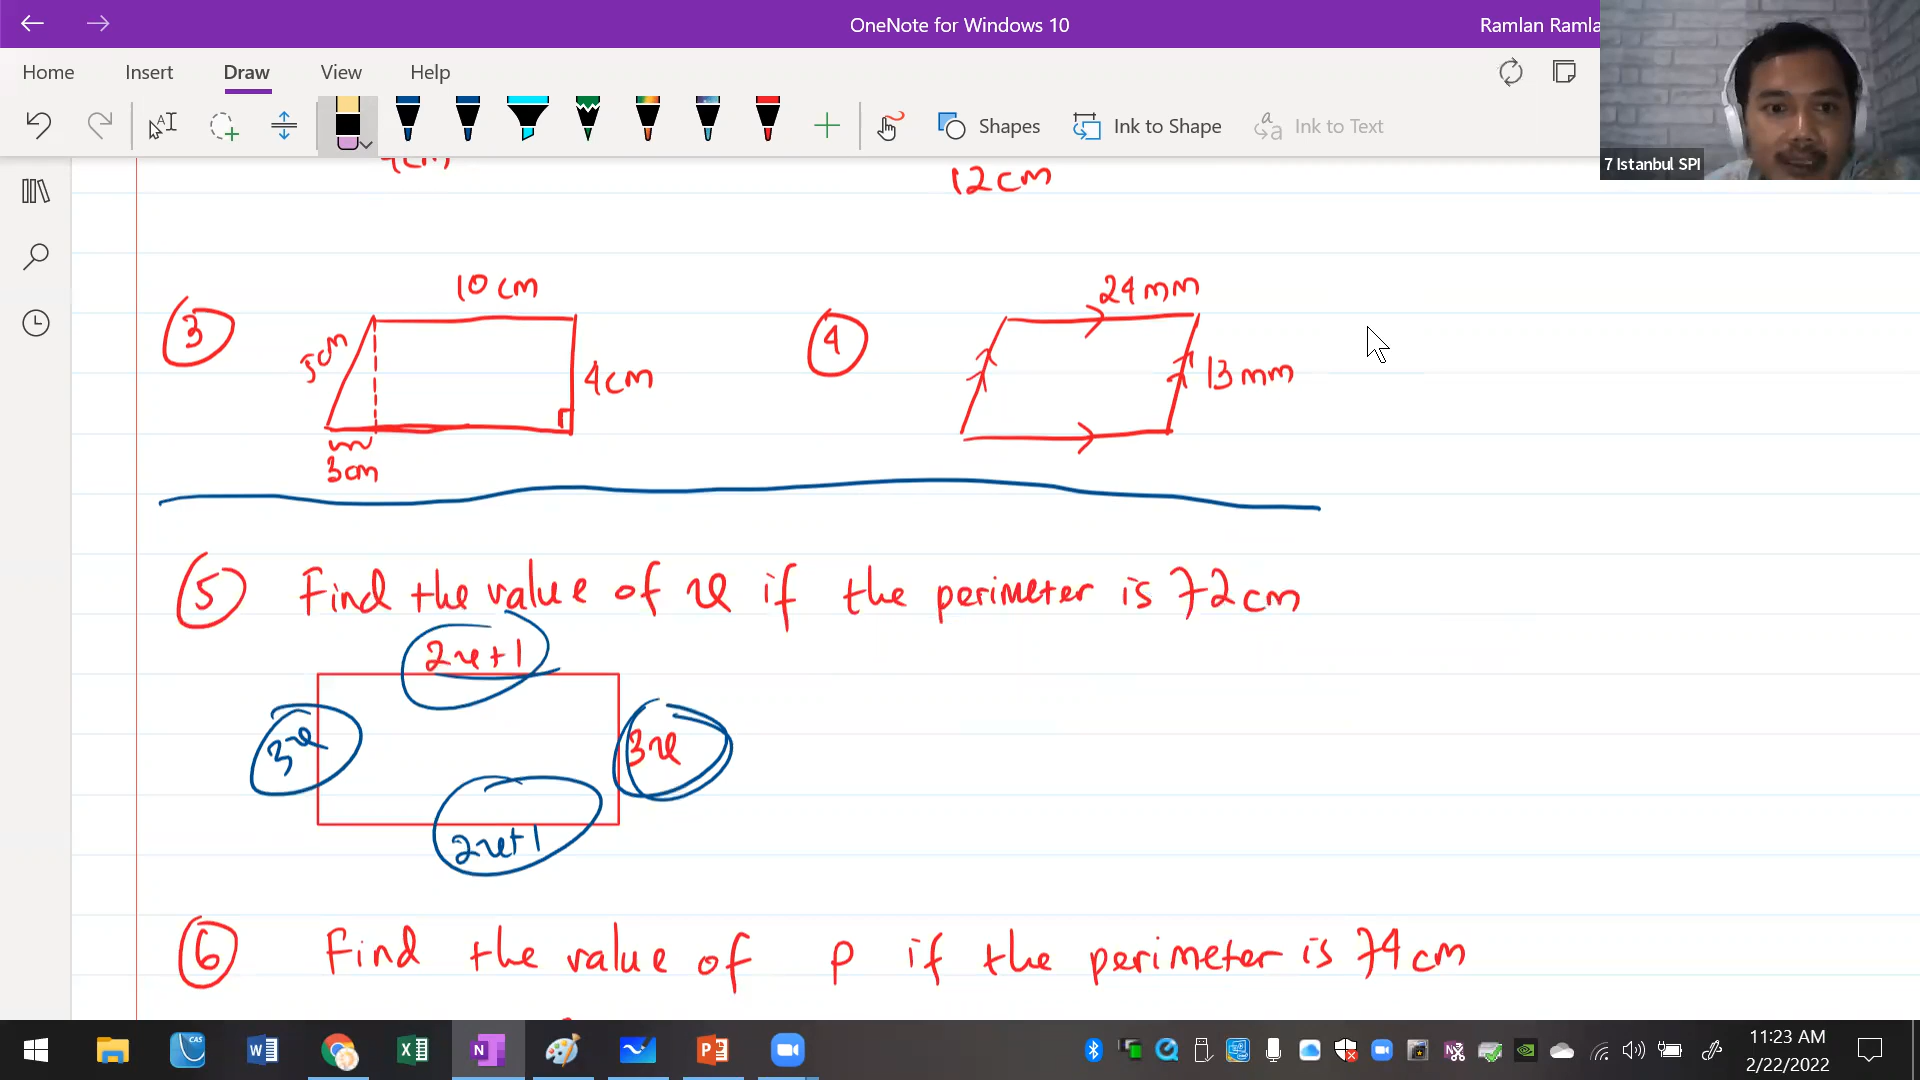 OneNote for Windows 10
Ramlan Ramla
Home Insert Draw View Help
Shapes Ink to Shape Ink to Text
7 Istanbul SPI
4cm
12cm
3
10 cm
5cm
4cm
3cm
4
24 mm
13 mm
5 Find the value of x if the perimeter is 72cm
2x+1
3x
3x
2x+1
6 Find the value of p if the perimeter is 74 cm
11:23 AM
2/22/2022